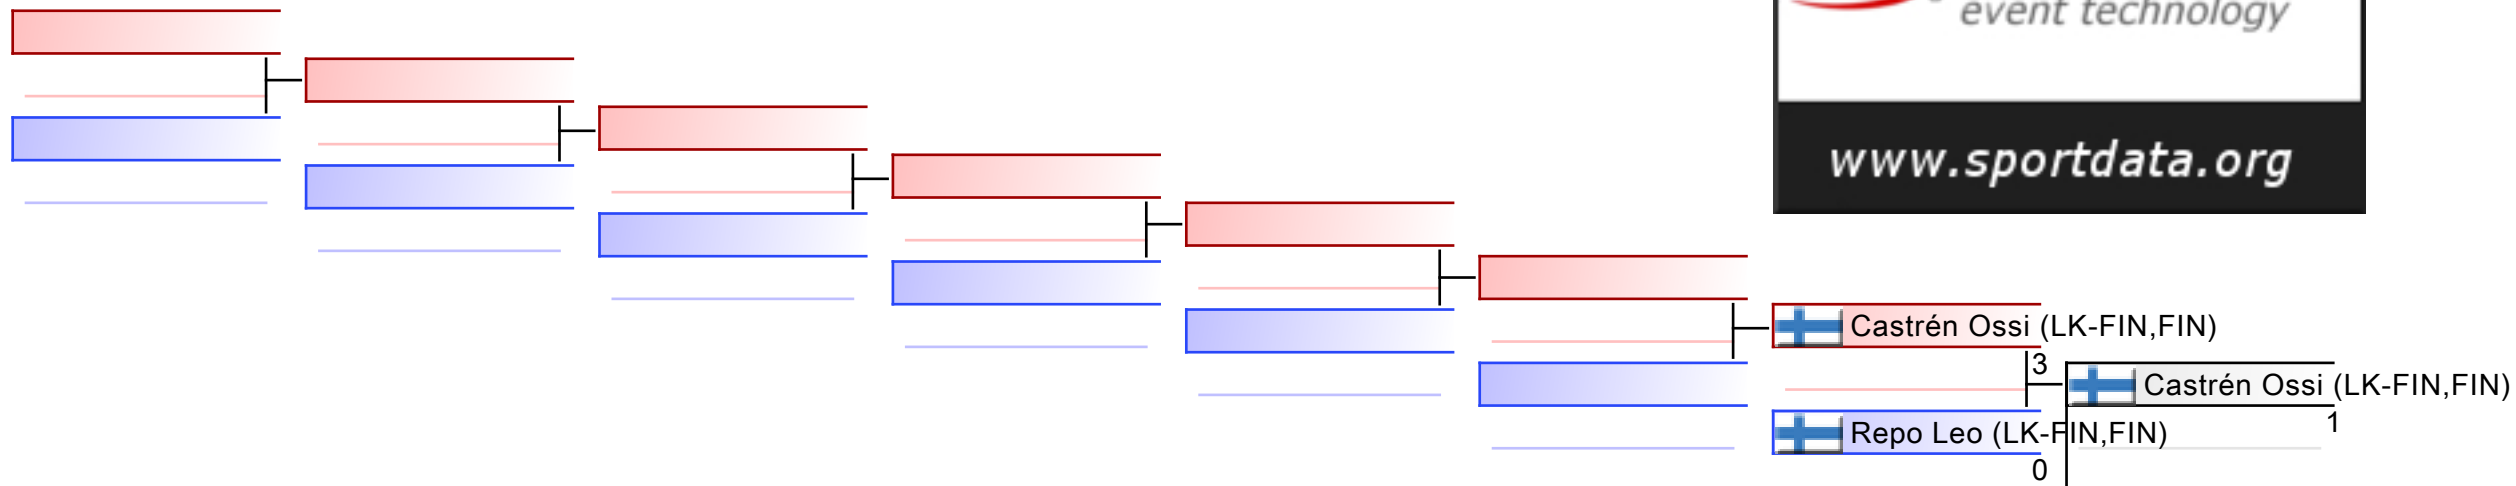 event technology
www.sportdata.org
Castrén Ossi (LK-FIN,FIN)
3
Castrén Ossi (LK-FIN,FIN)
1
Repo Leo (LK-FIN,FIN)
0